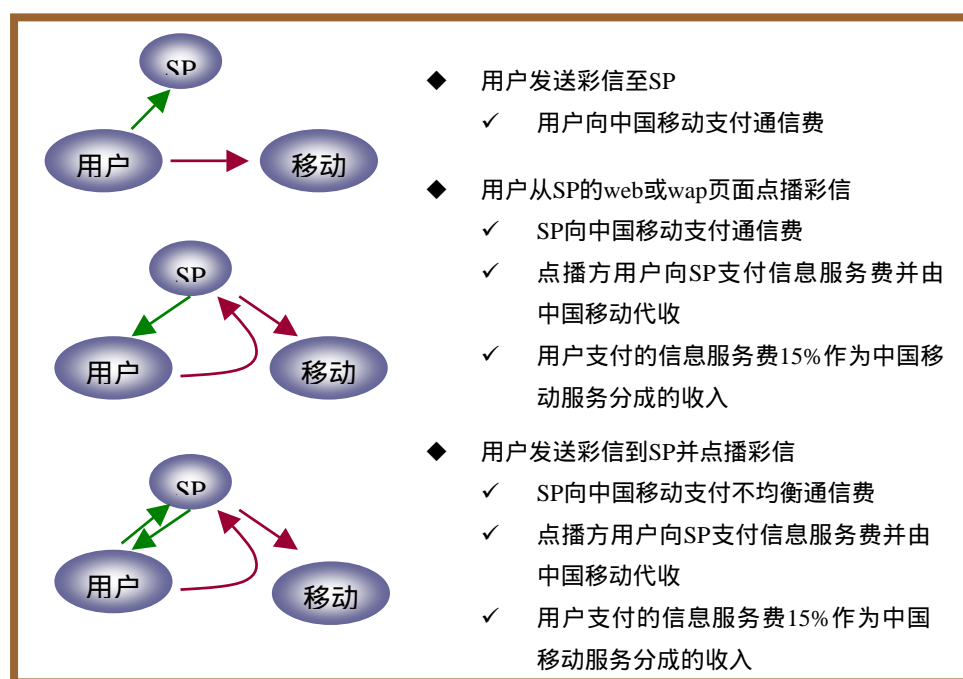 SP
用户
移动
SP
用户
移动
SP
用户
移动
◆ 用户发送彩信至SP
✓ 用户向中国移动支付通信费
◆ 用户从SP的web或wap页面点播彩信
✓ SP向中国移动支付通信费
✓ 点播方用户向SP支付信息服务费并由
中国移动代收
✓ 用户支付的信息服务费15%作为中国移
动服务分成的收入
◆ 用户发送彩信到SP并点播彩信
✓ SP向中国移动支付不均衡通信费
✓ 点播方用户向SP支付信息服务费并由
中国移动代收
✓ 用户支付的信息服务费15%作为中国
移动服务分成的收入